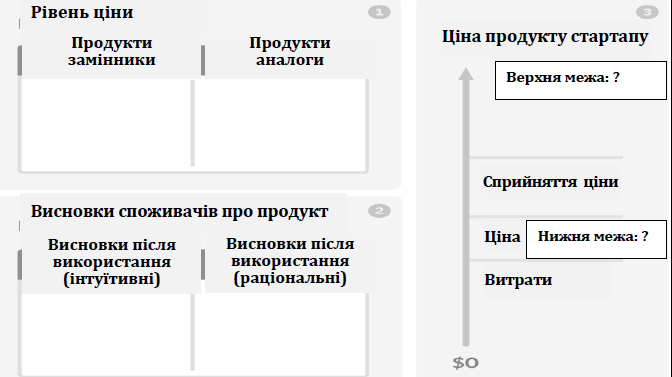 Рівень ціни
1
Продукти
замінники
Продукти
аналоги
Висновки споживачів про продукт
2
Висновки після
використання
(інтуїтивні)
Висновки після
використання
(раціональні)
3
Ціна продукту стартапу
Верхня межа: ?
Сприйняття ціни
Ціна
Нижня межа: ?
Витрати
$0